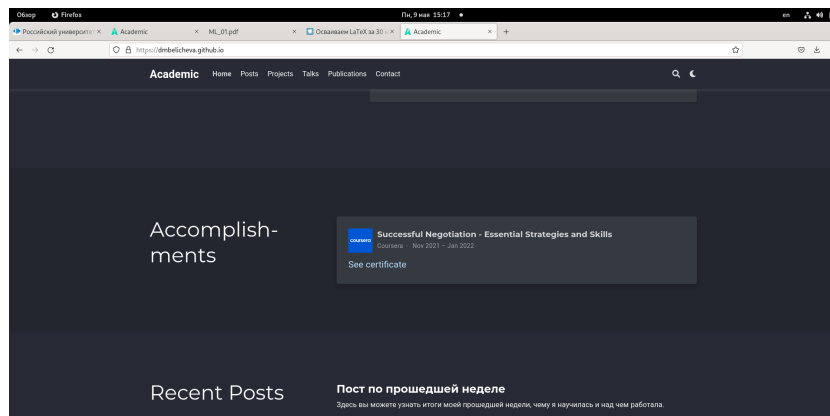 Обзор Firefox Пн, 9 мая 15:17 en
Российский университет Academic ML_01.pdf Осваиваем LaTeX за 30 Academic
https://dmbelicheva.github.io
Academic Home Posts Projects Talks Publications Contact
Accomplish-
ments
coursera
Successful Negotiation - Essential Strategies and Skills
Coursera · Nov 2021 – Jan 2022
See certificate
Recent Posts
Пост по прошедшей неделе
Здесь вы можете узнать итоги моей прошедшей недели, чему я научилась и над чем работала.